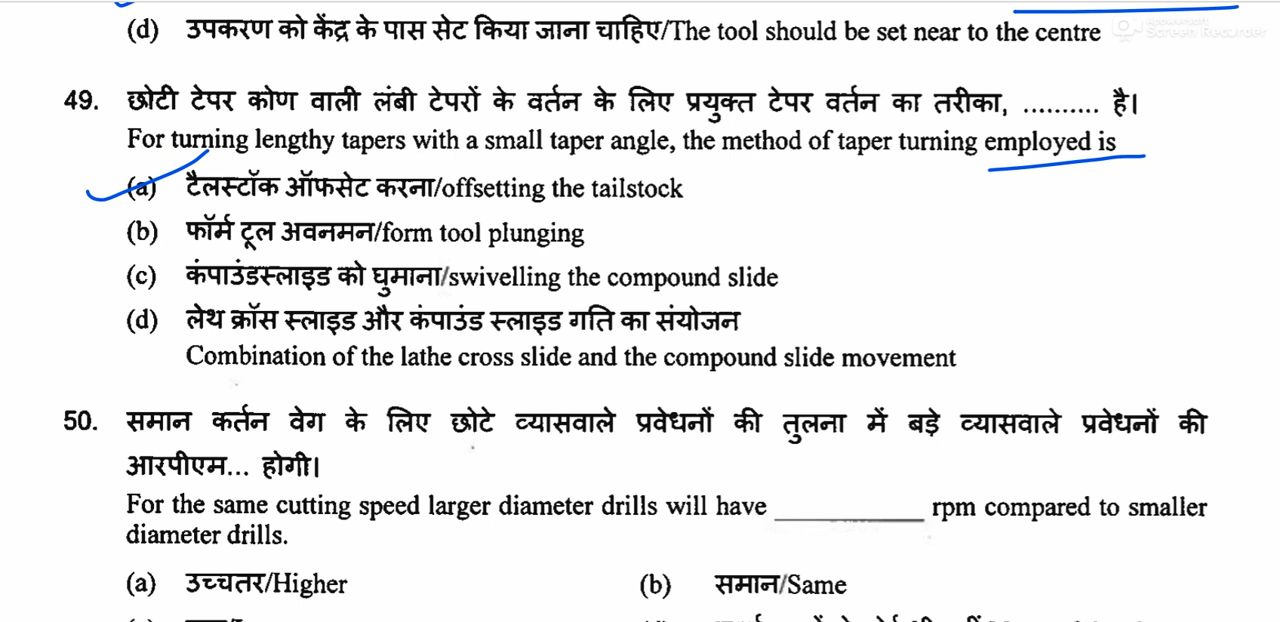 (d) उपकरण को केंद्र के पास सेट किया जाना चाहिए/The tool should be set near to the centre
Screen Recorder
49. छोटी टेपर कोण वाली लंबी टेपरों के वर्तन के लिए प्रयुक्त टेपर वर्तन का तरीका, .......... है।
For turning lengthy tapers with a small taper angle, the method of taper turning employed is
(a) टैलस्टॉक ऑफसेट करना/offsetting the tailstock
(b) फॉर्म टूल अवनमन/form tool plunging
(c) कंपाउंडस्लाइड को घुमाना/swivelling the compound slide
(d) लेथ क्रॉस स्लाइड और कंपाउंड स्लाइड गति का संयोजन
Combination of the lathe cross slide and the compound slide movement
50. समान कर्तन वेग के लिए छोटे व्यासवाले प्रवेधनों की तुलना में बड़े व्यासवाले प्रवेधनों की
आरपीएम... होगी।
For the same cutting speed larger diameter drills will have __________ rpm compared to smaller
diameter drills.
(a) उच्चतर/Higher (b) समान/Same